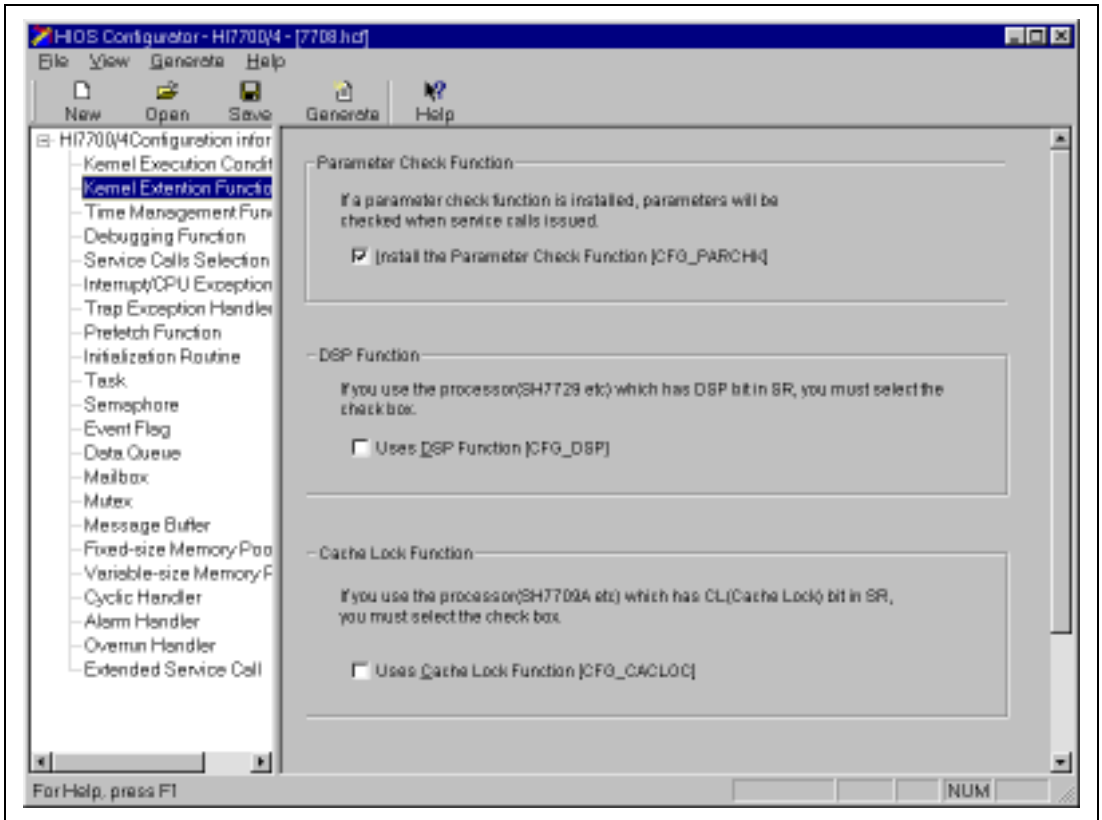 HIOS Configurator - HI7700/4 - [7708.hcf]
File View Generate Help
New Open Save Generate Help
HI7700/4Configuration infor
Kernel Execution Condit
Kernel Extention Functio
Time Management Fun
Debugging Function
Service Calls Selection
Interrupt/CPU Exception
Trap Exception Handler
Prefetch Function
Initialization Routine
Task
Semaphore
Event Flag
Data Queue
Mailbox
Mutex
Message Buffer
Fixed-size Memory Poo
Variable-size Memory P
Cyclic Handler
Alarm Handler
Overrun Handler
Extended Service Call
Parameter Check Function
If a parameter check function is installed, parameters will be
checked when service calls issued.
Install the Parameter Check Function [CFG_PARCHK]
DSP Function
If you use the processor(SH7729 etc) which has DSP bit in SR, you must select the
check box.
Uses DSP Function [CFG_DSP]
Cache Lock Function
If you use the processor(SH7709A etc) which has CL(Cache Lock) bit in SR,
you must select the check box.
Uses Cache Lock Function [CFG_CACLOC]
For Help, press F1
NUM